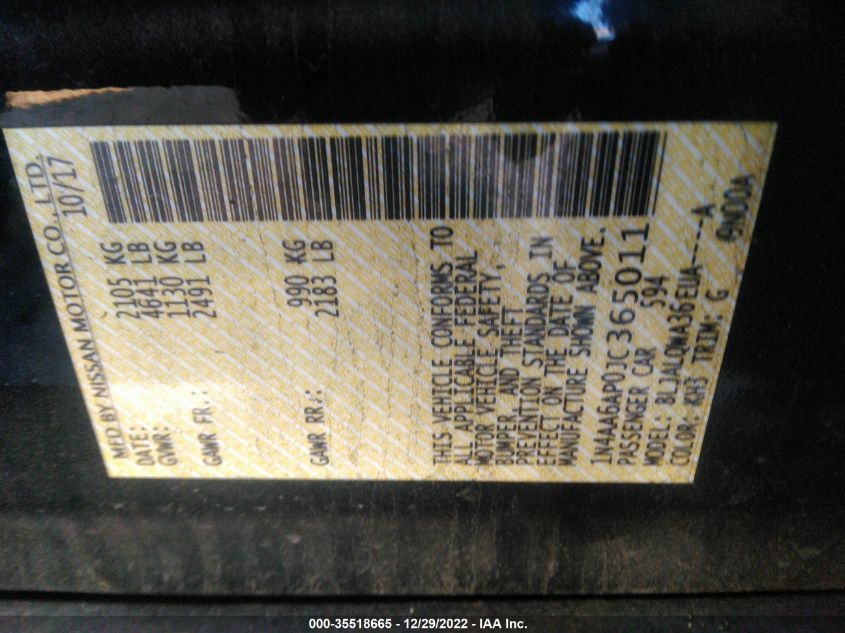 MFD BY NISSAN MOTOR CO., LTD.
DATE: 10/17
GVWR: 2105 KG
4641 LB
GAWR FR.: 1130 KG
2491 LB
GAWR RR.: 990 KG
2183 LB
THIS VEHICLE CONFORMS TO
ALL APPLICABLE FEDERAL
MOTOR VEHICLE SAFETY,
BUMPER, AND THEFT
PREVENTION STANDARDS IN
EFFECT ON THE DATE OF
MANUFACTURE SHOWN ABOVE.
1N4AA6AP0JC365011
PASSENGER CAR 594
MODEL: BLJALQWA36EUA-----A
COLOR: KH3 TRIM: G 9N00A
000-35518665 - 12/29/2022 - IAA Inc.